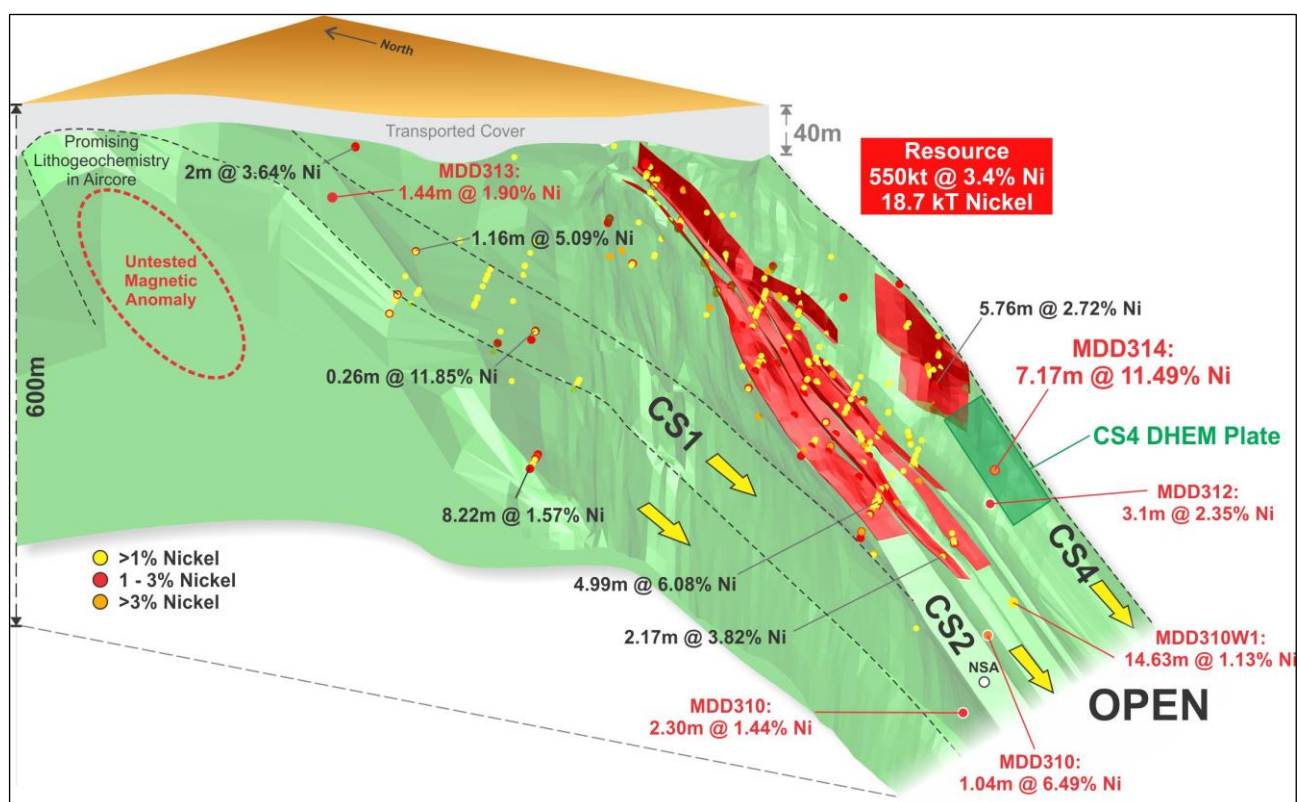 North
Transported Cover
40m
Promising
Lithogeochemistry
in Aircore
2m @ 3.64% Ni
MDD313:
1.44m @ 1.90% Ni
Resource
550kt @ 3.4% Ni
18.7 kT Nickel
1.16m @ 5.09% Ni
Untested
Magnetic
Anomaly
5.76m @ 2.72% Ni
MDD314:
7.17m @ 11.49% Ni
600m
0.26m @ 11.85% Ni
CS1
CS4 DHEM Plate
MDD312:
3.1m @ 2.35% Ni
8.22m @ 1.57% Ni
CS4
>1% Nickel
1 - 3% Nickel
>3% Nickel
4.99m @ 6.08% Ni
CS2
2.17m @ 3.82% Ni
MDD310W1:
14.63m @ 1.13% Ni
NSA
OPEN
MDD310:
2.30m @ 1.44% Ni
MDD310:
1.04m @ 6.49% Ni